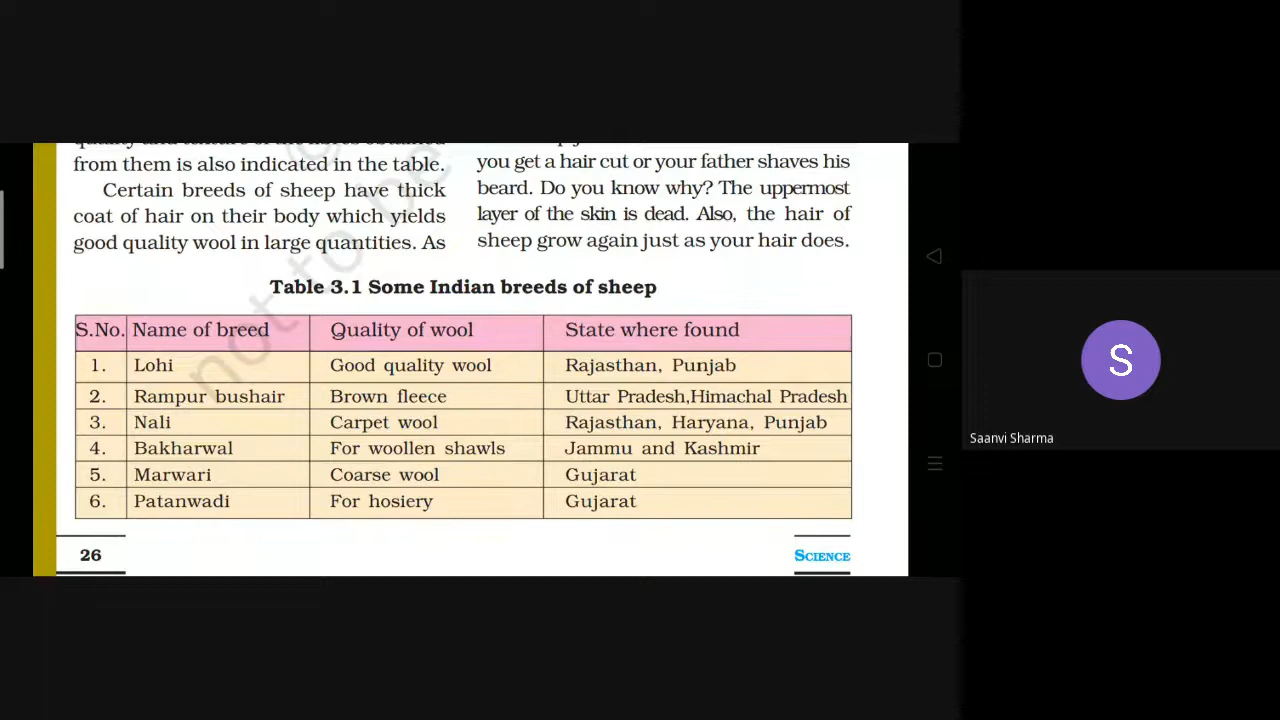 from them is also indicated in the table.
Certain breeds of sheep have thick
coat of hair on their body which yields
good quality wool in large quantities. As
you get a hair cut or your father shaves his
beard. Do you know why? The uppermost
layer of the skin is dead. Also, the hair of
sheep grow again just as your hair does.
Table 3.1 Some Indian breeds of sheep
S.No. Name of breed Quality of wool State where found
1. Lohi Good quality wool Rajasthan, Punjab
2. Rampur bushair Brown fleece Uttar Pradesh,Himachal Pradesh
3. Nali Carpet wool Rajasthan, Haryana, Punjab
4. Bakharwal For woollen shawls Jammu and Kashmir
5. Marwari Coarse wool Gujarat
6. Patanwadi For hosiery Gujarat
26
SCIENCE
not to be
S
Saanvi Sharma